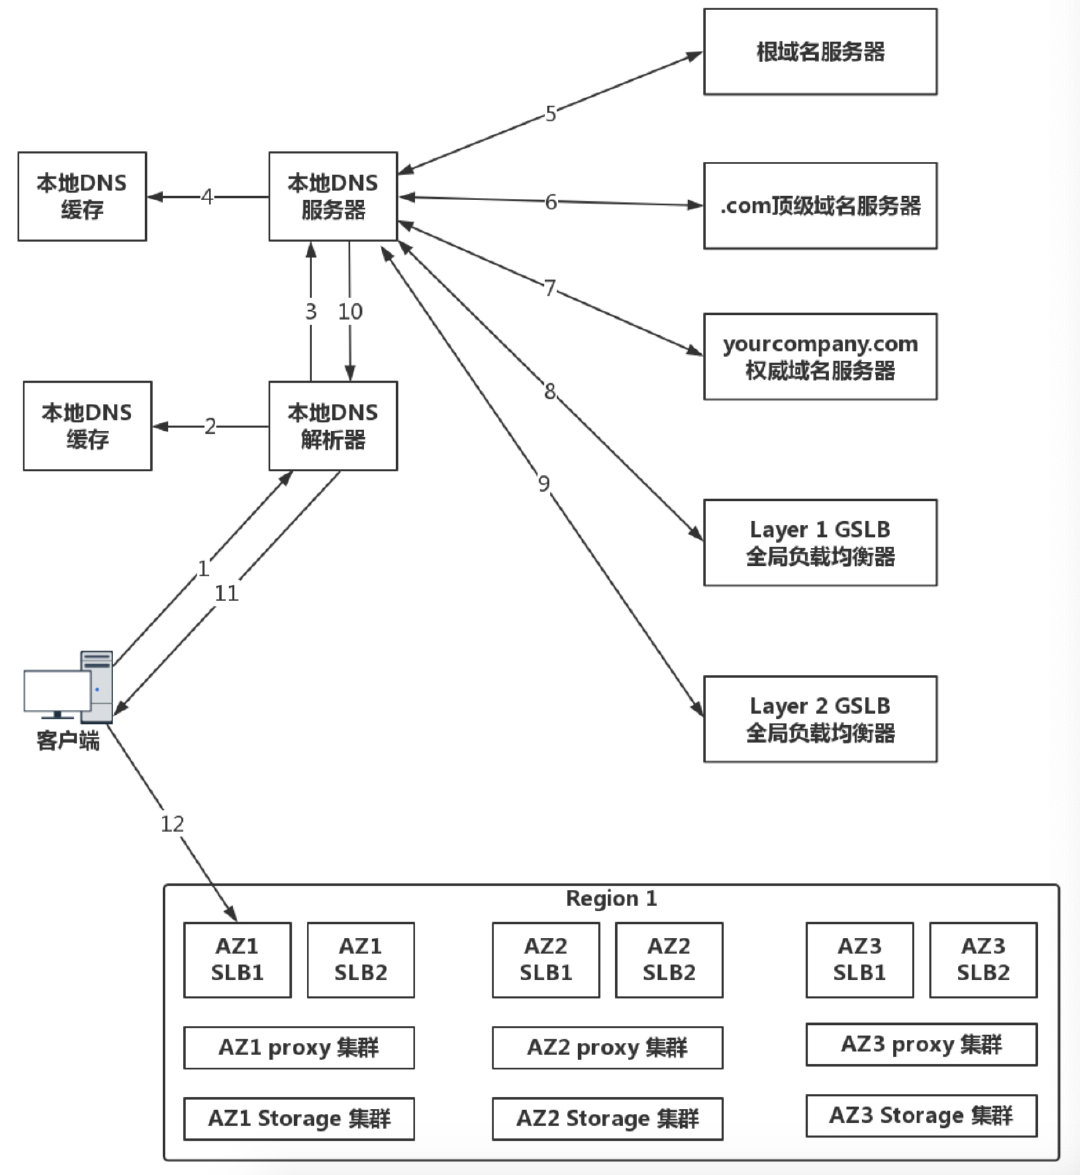 根域名服务器
5
本地DNS
缓存
4
本地DNS
服务器
6
.com顶级域名服务器
7
3
10
yourcompany.com
权威域名服务器
8
本地DNS
缓存
2
本地DNS
解析器
9
Layer 1 GSLB
全局负载均衡器
1
11
Layer 2 GSLB
全局负载均衡器
客户端
12
Region 1
AZ1
SLB1
AZ1
SLB2
AZ2
SLB1
AZ2
SLB2
AZ3
SLB1
AZ3
SLB2
AZ1 proxy 集群
AZ2 proxy 集群
AZ3 proxy 集群
AZ1 Storage 集群
AZ2 Storage 集群
AZ3 Storage 集群